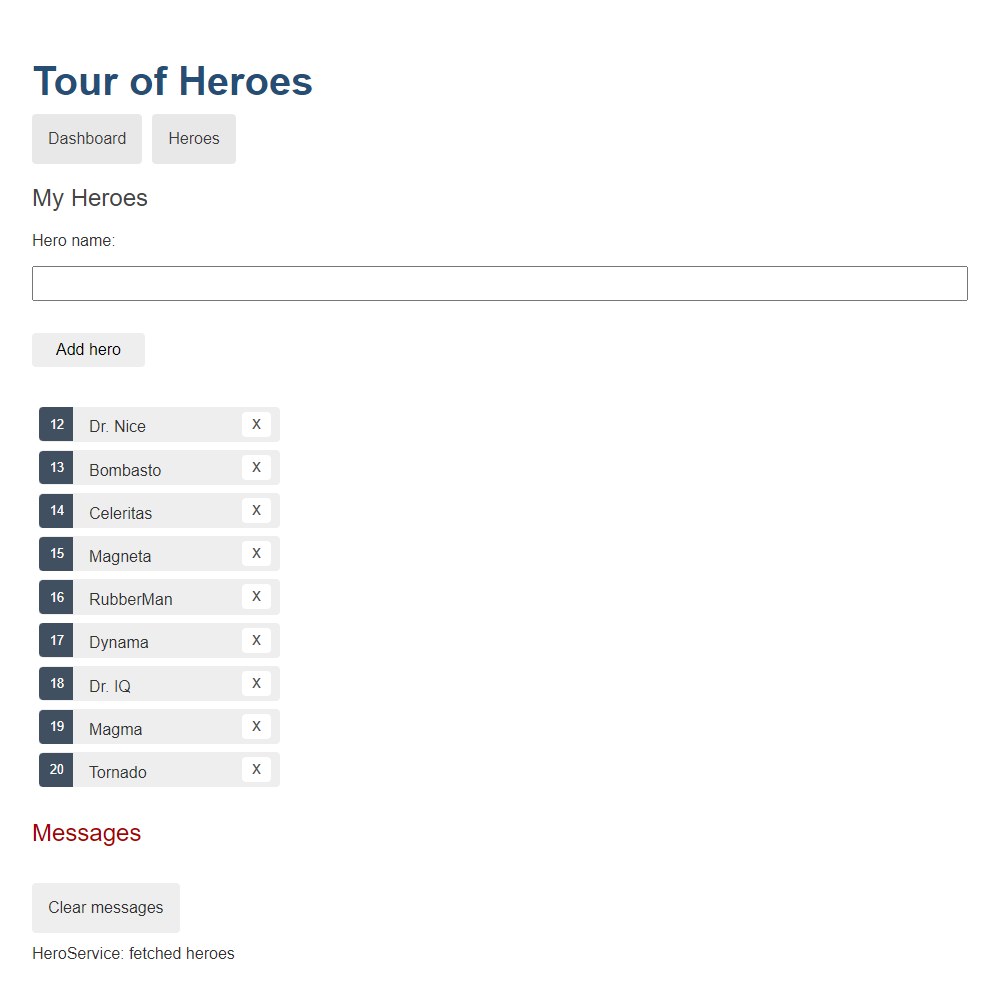 Tour of Heroes
Dashboard Heroes
My Heroes
Hero name:
Add hero
12 Dr. Nice X
13 Bombasto X
14 Celeritas X
15 Magneta X
16 RubberMan X
17 Dynama X
18 Dr. IQ X
19 Magma X
20 Tornado X
Messages
Clear messages
HeroService: fetched heroes